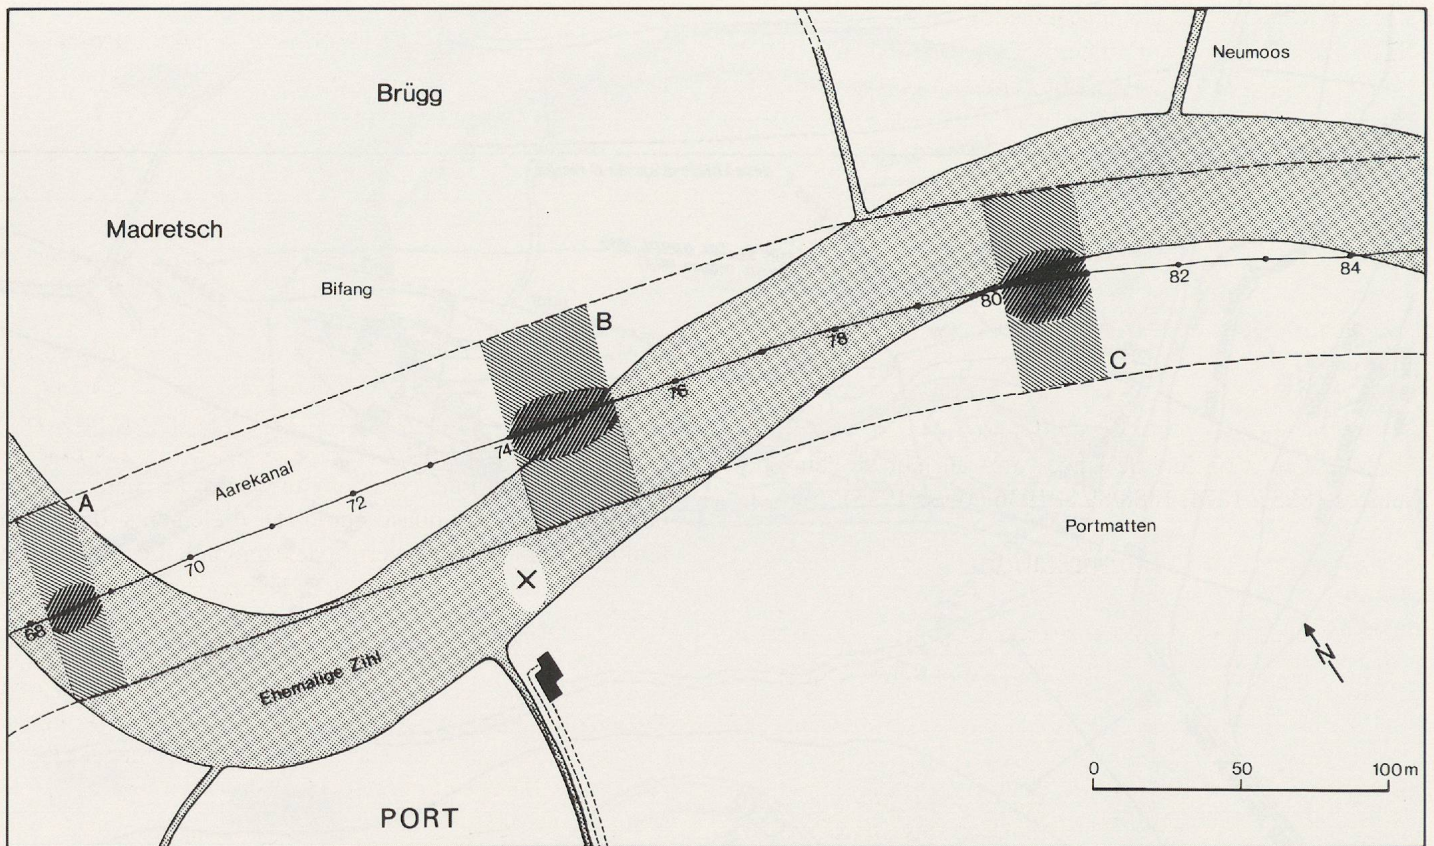 Neumoos
Brügg
Madretsch
Bifang
B
C
A
Aarekanal
68
70
72
74
76
78
80
82
84
Portmatten
Ehemalige Zihl
N
0 50 100 m
PORT